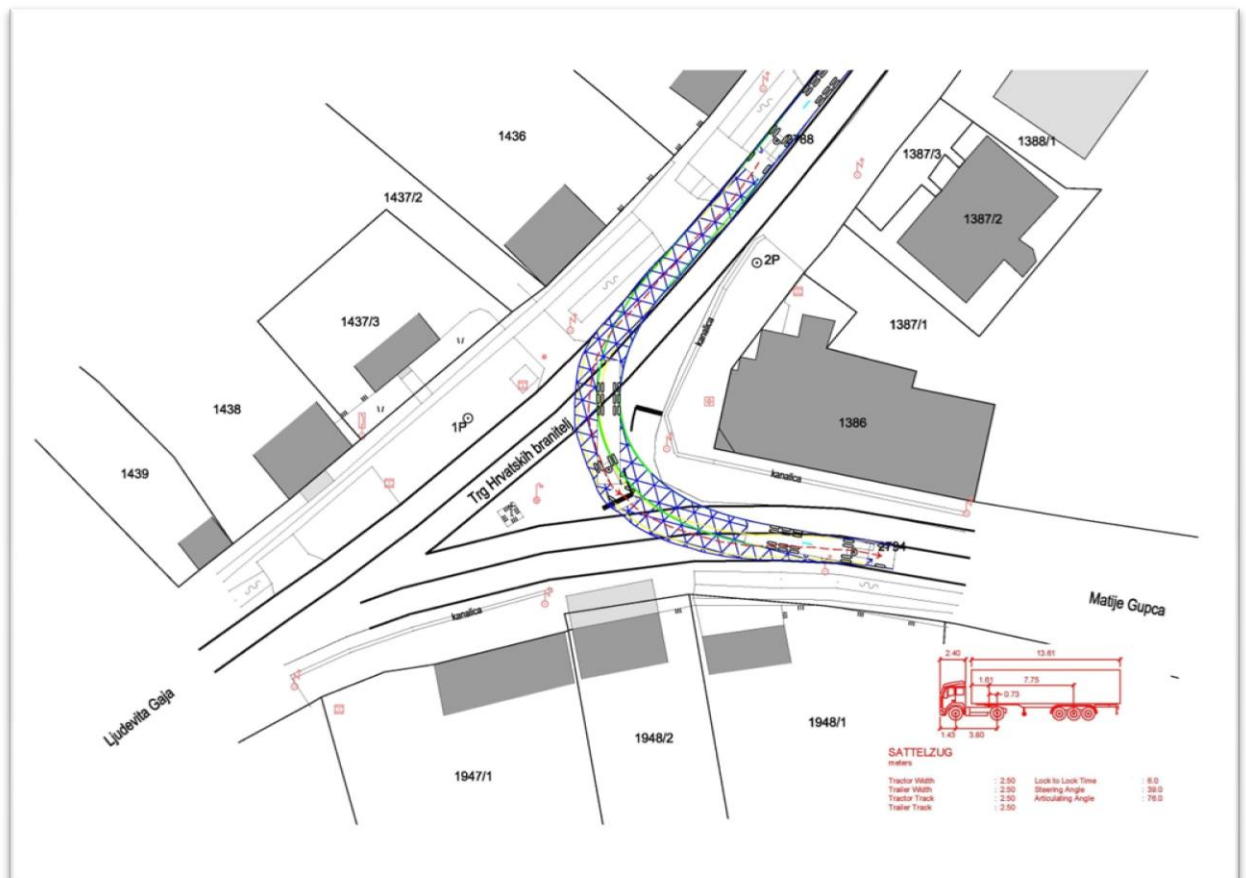 1436
2788
1387/3
1388/1
1437/2
1387/2
2P
1437/3
kanalica
1387/1
1438
1P
1386
Trg Hrvatskih branitelj
1439
kanalica
2794
Matije Gupca
kanalica
Ljudevita Gaja
1948/1
1948/2
1947/1
2.40
13.61
1.61
7.75
0.73
1.43
3.60
SATTELZUG
meters
Tractor Width : 2.50 Lock to Lock Time : 6.0
Trailer Width : 2.50 Steering Angle : 39.0
Tractor Track : 2.50 Articulating Angle : 76.0
Trailer Track : 2.50